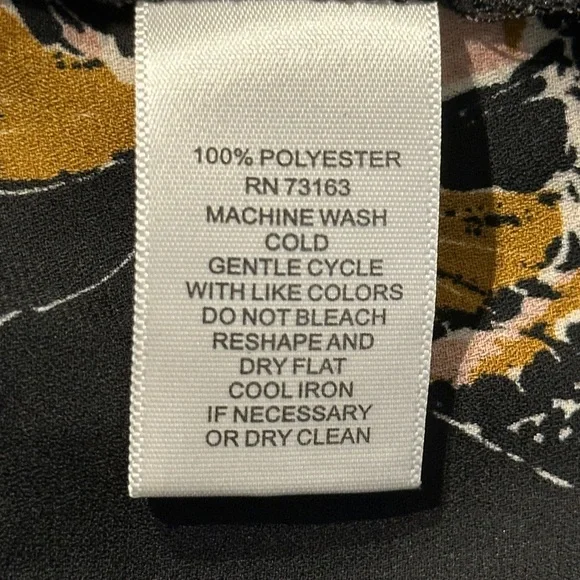 100% POLYESTER
RN 73163
MACHINE WASH
COLD
GENTLE CYCLE
WITH LIKE COLORS
DO NOT BLEACH
RESHAPE AND
DRY FLAT
COOL IRON
IF NECESSARY
OR DRY CLEAN